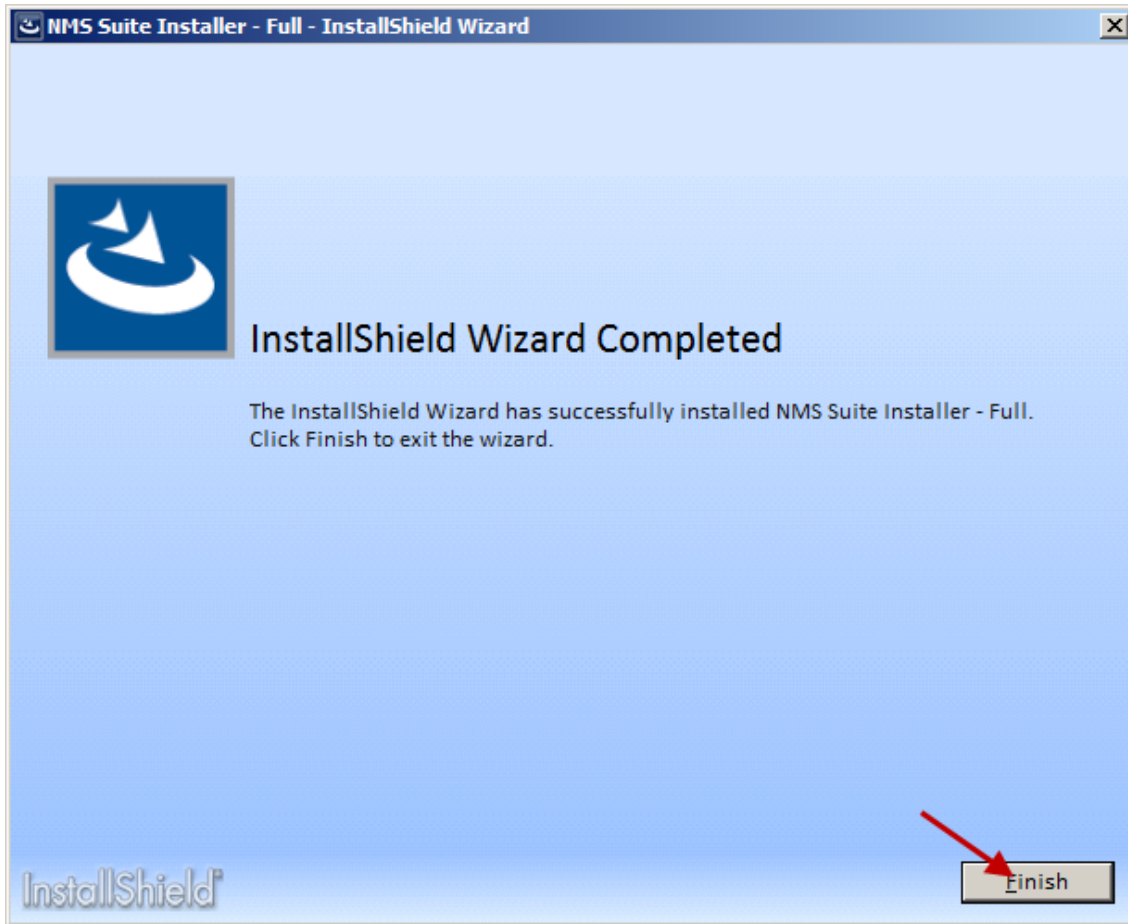 NMS Suite Installer - Full - InstallShield Wizard
InstallShield Wizard Completed
The InstallShield Wizard has successfully installed NMS Suite Installer - Full.
Click Finish to exit the wizard.
InstallShield®
Finish